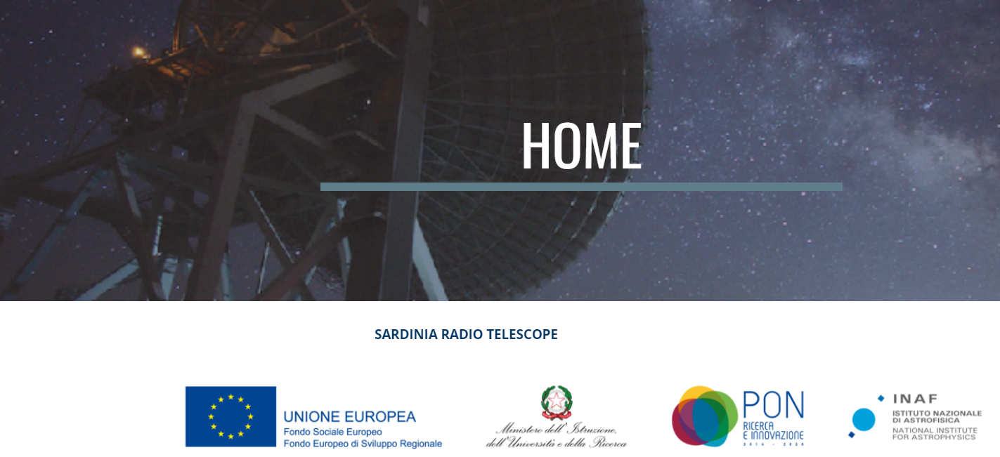 HOME
SARDINIA RADIO TELESCOPE
UNIONE EUROPEA
Fondo Sociale Europeo
Fondo Europeo di Sviluppo Regionale
Ministero dell' Istruzione,
dell'Università e della Ricerca
PON
RICERCA
E INNOVAZIONE
2014 - 2020
INAF
ISTITUTO NAZIONALE
DI ASTROFISICA
NATIONAL INSTITUTE
FOR ASTROPHYSICS